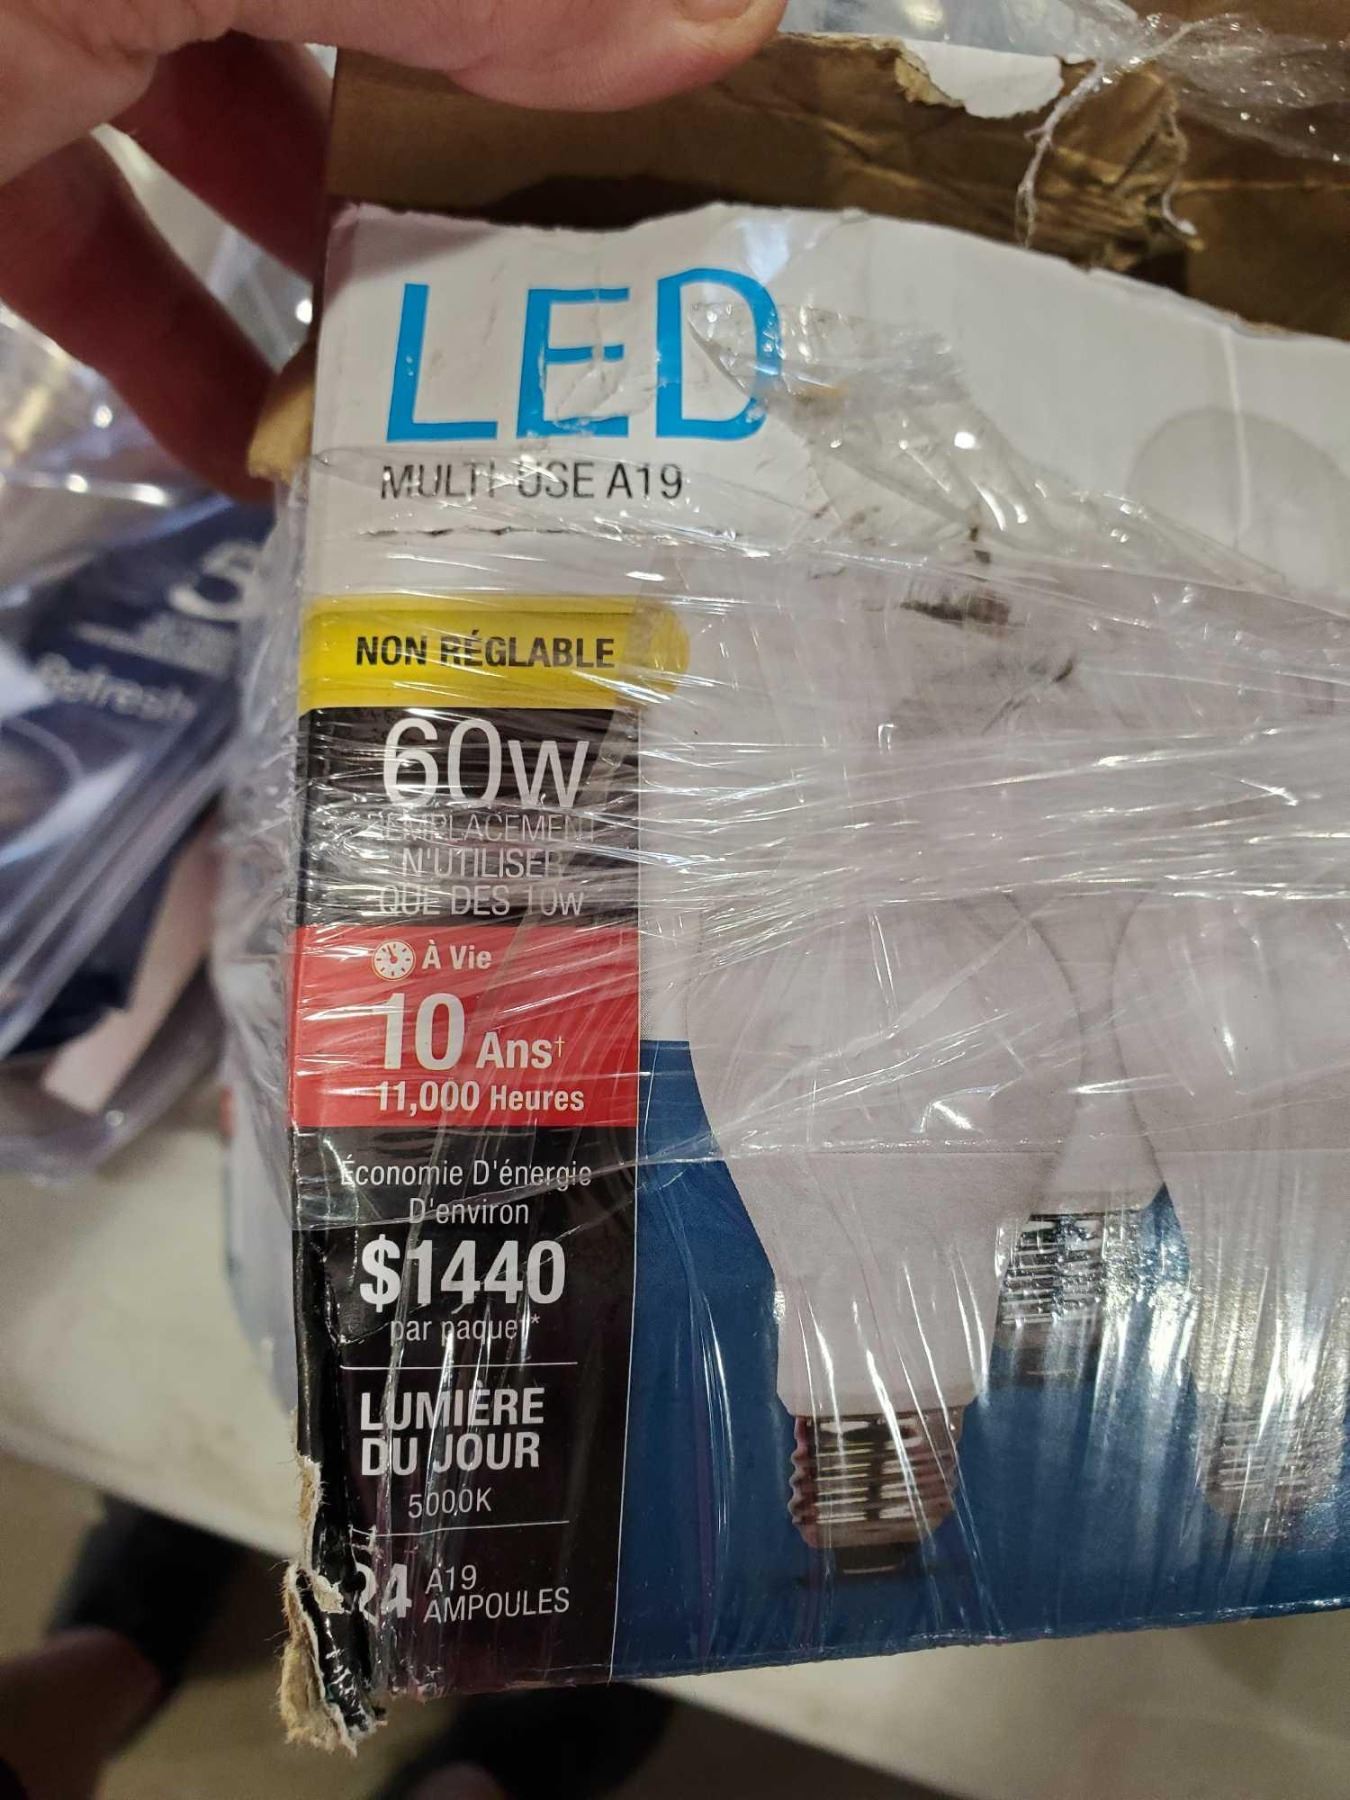 LED
MULTI-USE A19
NON RÉGLABLE
60W
REMPLACEMENT
N'UTILISER
QUE DES 10W
À Vie
10 Ans†
11,000 Heures
Économie D'énergie
D'environ
$1440
par paquet*
LUMIÈRE
DU JOUR
5000K
24 A19
AMPOULES
Refresh